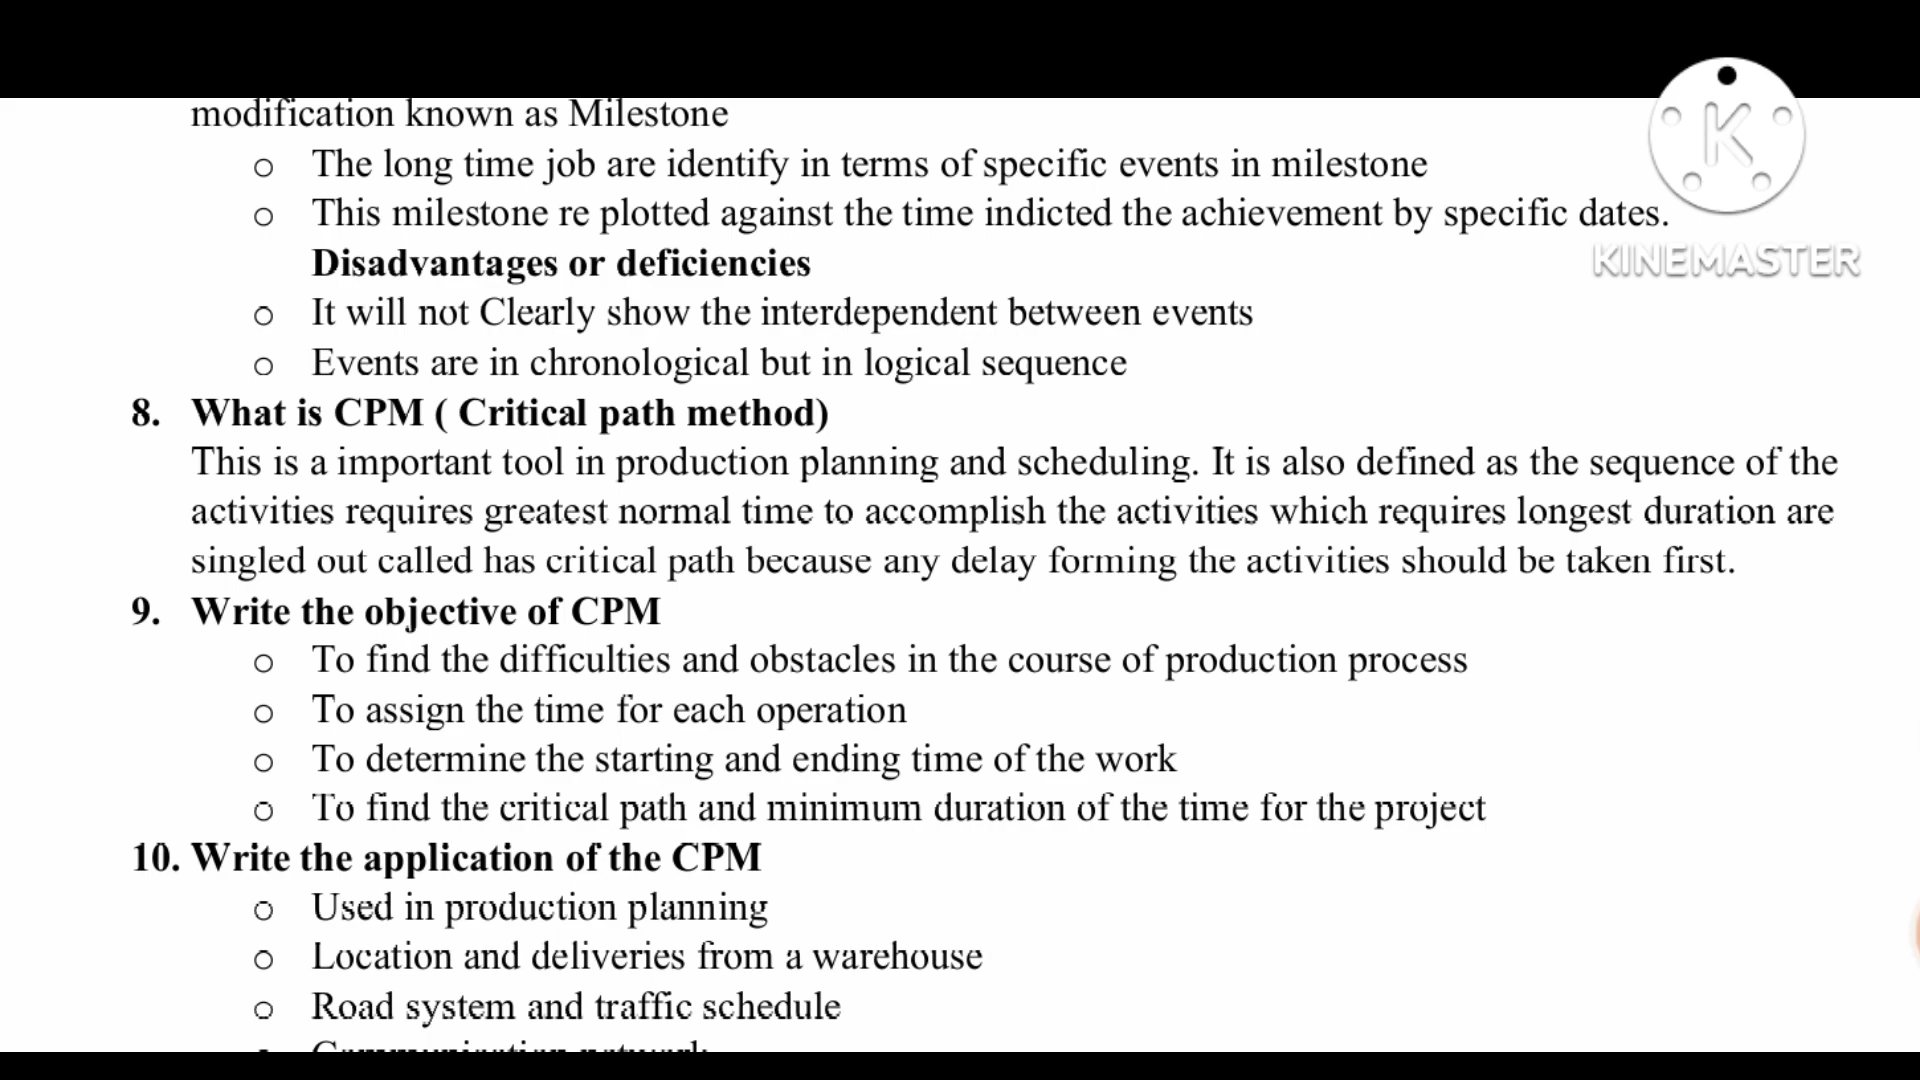 modification known as Milestone
o The long time job are identify in terms of specific events in milestone
o This milestone re plotted against the time indicted the achievement by specific dates.
K
KINEMASTER
Disadvantages or deficiencies
o It will not Clearly show the interdependent between events
o Events are in chronological but in logical sequence
8. What is CPM ( Critical path method)
This is a important tool in production planning and scheduling. It is also defined as the sequence of the
activities requires greatest normal time to accomplish the activities which requires longest duration are
singled out called has critical path because any delay forming the activities should be taken first.
9. Write the objective of CPM
o To find the difficulties and obstacles in the course of production process
o To assign the time for each operation
o To determine the starting and ending time of the work
o To find the critical path and minimum duration of the time for the project
10. Write the application of the CPM
o Used in production planning
o Location and deliveries from a warehouse
o Road system and traffic schedule